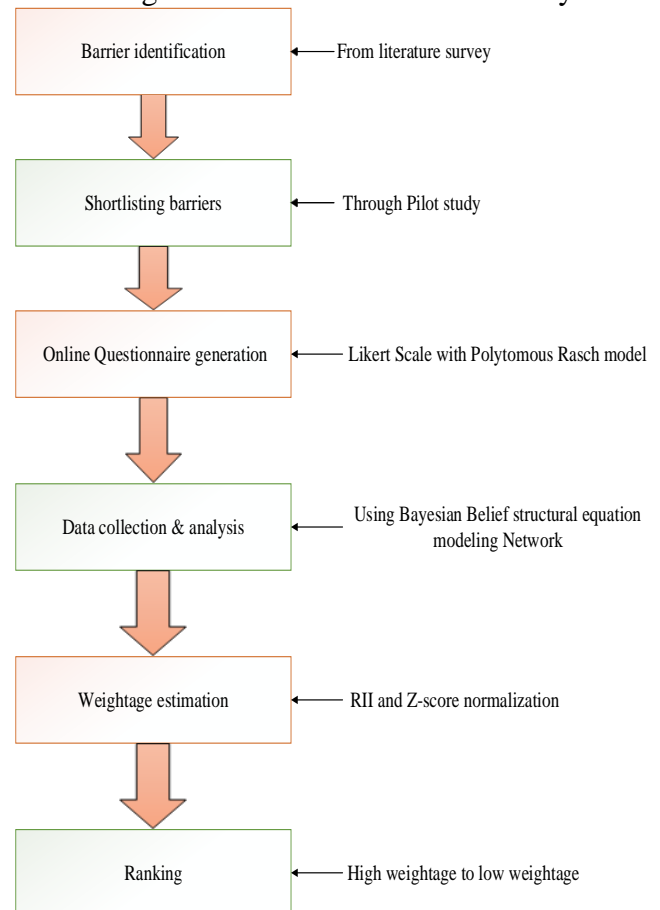 Barrier identification
From literature survey
Shortlisting barriers
Through Pilot study
Online Questionnaire generation
Likert Scale with Polytomous Rasch model
Data collection & analysis
Using Bayesian Belief structural equation
modeling Network
Weightage estimation
RII and Z-score normalization
Ranking
High weightage to low weightage